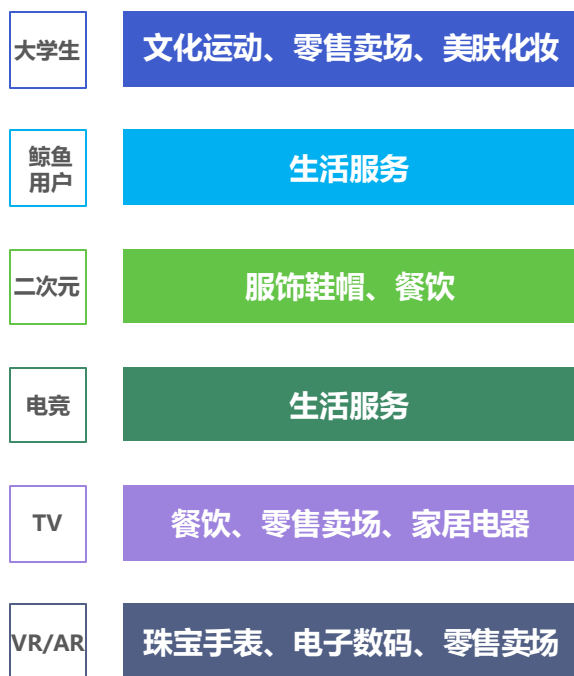 大学生
文化运动、零售卖场、美肤化妆
鲸鱼
用户
生活服务
二次元
服饰鞋帽、餐饮
电竞
生活服务
TV
餐饮、零售卖场、家居电器
VR/AR
珠宝手表、电子数码、零售卖场